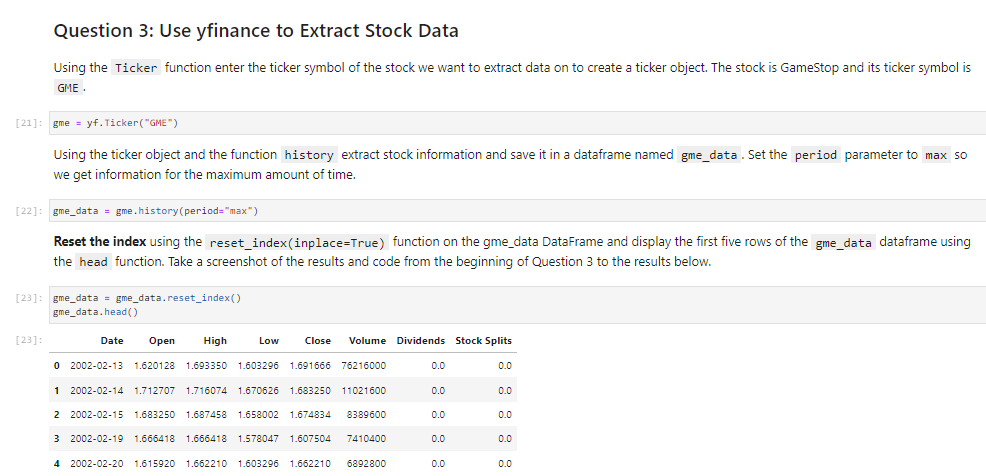 Question 3: Use yfinance to Extract Stock Data
Using the Ticker function enter the ticker symbol of the stock we want to extract data on to create a ticker object. The stock is GameStop and its ticker symbol is
GME .
[21]: gme = yf.Ticker("GME")
Using the ticker object and the function history extract stock information and save it in a dataframe named gme_data . Set the period parameter to max so
we get information for the maximum amount of time.
[22]: gme_data = gme.history(period="max")
Reset the index using the reset_index(inplace=True) function on the gme_data DataFrame and display the first five rows of the gme_data dataframe using
the head function. Take a screenshot of the results and code from the beginning of Question 3 to the results below.
[23]: gme_data = gme_data.reset_index()
gme_data.head()
[23]: Date Open High Low Close Volume Dividends Stock Splits
0 2002-02-13 1.620128 1.693350 1.603296 1.691666 76216000 0.0 0.0
1 2002-02-14 1.712707 1.716074 1.670626 1.683250 11021600 0.0 0.0
2 2002-02-15 1.683250 1.687458 1.658002 1.674834 8389600 0.0 0.0
3 2002-02-19 1.666418 1.666418 1.578047 1.607504 7410400 0.0 0.0
4 2002-02-20 1.615920 1.662210 1.603296 1.662210 6892800 0.0 0.0